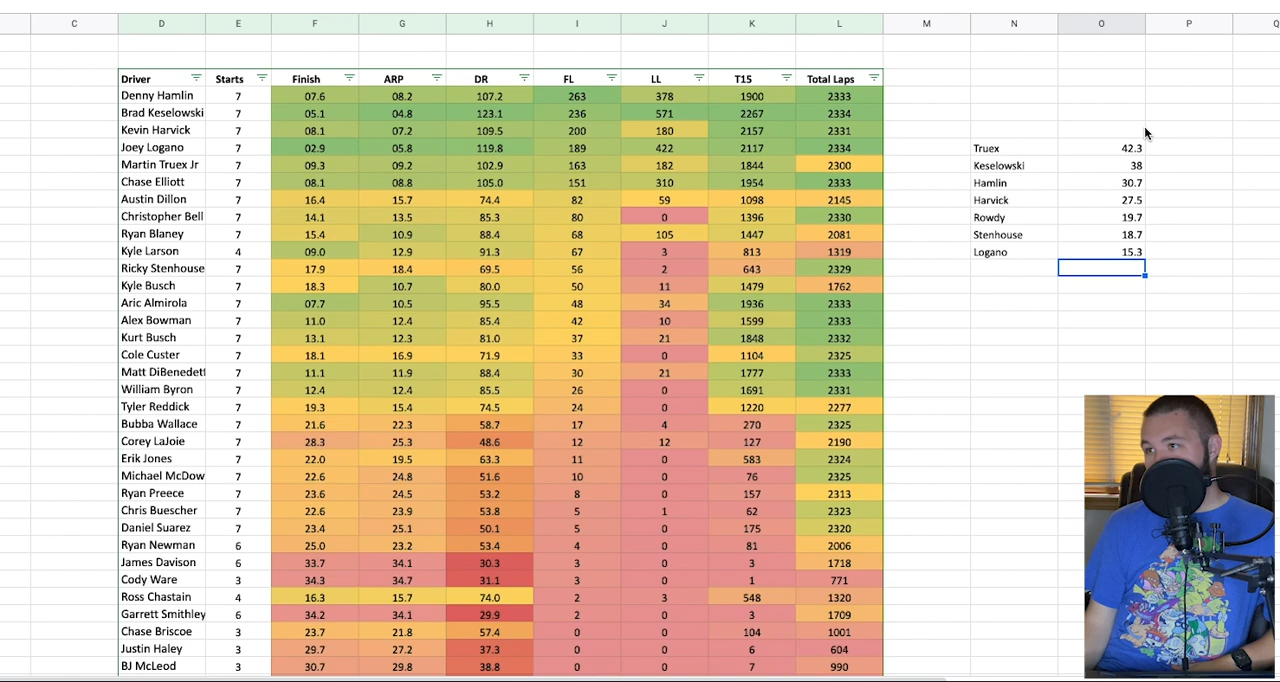 C D E F G H I J K L M N O P Q
Driver Starts Finish ARP DR FL LL T15 Total Laps
Denny Hamlin 7 07.6 08.2 107.2 263 378 1900 2333
Brad Keselowski 7 05.1 04.8 123.1 236 571 2267 2334
Kevin Harvick 7 08.1 07.2 109.5 200 180 2157 2331
Joey Logano 7 02.9 05.8 119.8 189 422 2117 2334 Truex 42.3
Martin Truex Jr 7 09.3 09.2 102.9 163 182 1844 2300 Keselowski 38
Chase Elliott 7 08.1 08.8 105.0 151 310 1954 2333 Hamlin 30.7
Austin Dillon 7 16.4 15.7 74.4 82 59 1098 2145 Harvick 27.5
Christopher Bell 7 14.1 13.5 85.3 80 0 1396 2330 Rowdy 19.7
Ryan Blaney 7 15.4 10.9 88.4 68 105 1447 2081 Stenhouse 18.7
Kyle Larson 4 09.0 12.9 91.3 67 3 813 1319 Logano 15.3
Ricky Stenhouse 7 17.9 18.4 69.5 56 2 643 2329
Kyle Busch 7 18.3 10.7 80.0 50 11 1479 1762
Aric Almirola 7 07.7 10.5 95.5 48 34 1936 2333
Alex Bowman 7 11.0 12.4 85.4 42 10 1599 2333
Kurt Busch 7 13.1 12.3 81.0 37 21 1848 2332
Cole Custer 7 18.1 16.9 71.9 33 0 1104 2325
Matt DiBenedett 7 11.1 11.9 88.4 30 21 1777 2333
William Byron 7 12.4 12.4 85.5 26 0 1691 2331
Tyler Reddick 7 19.3 15.4 74.5 24 0 1220 2277
Bubba Wallace 7 21.6 22.3 58.7 17 4 270 2325
Corey LaJoie 7 28.3 25.3 48.6 12 12 127 2190
Erik Jones 7 22.0 19.5 63.3 11 0 583 2324
Michael McDow 7 22.6 24.8 51.6 10 0 76 2325
Ryan Preece 7 23.6 24.5 53.2 8 0 157 2313
Chris Buescher 7 22.6 23.9 53.8 5 1 62 2323
Daniel Suarez 7 23.4 25.1 50.1 5 0 175 2320
Ryan Newman 6 25.0 23.2 53.4 4 0 81 2006
James Davison 6 33.7 34.1 30.3 3 0 3 1718
Cody Ware 3 34.3 34.7 31.1 3 0 1 771
Ross Chastain 4 16.3 15.7 74.0 2 3 548 1320
Garrett Smithley 6 34.2 34.1 29.9 2 0 3 1709
Chase Briscoe 3 23.7 21.8 57.4 0 0 104 1001
Justin Haley 3 29.7 27.2 37.3 0 0 6 604
BJ McLeod 3 30.7 29.8 38.8 0 0 7 990